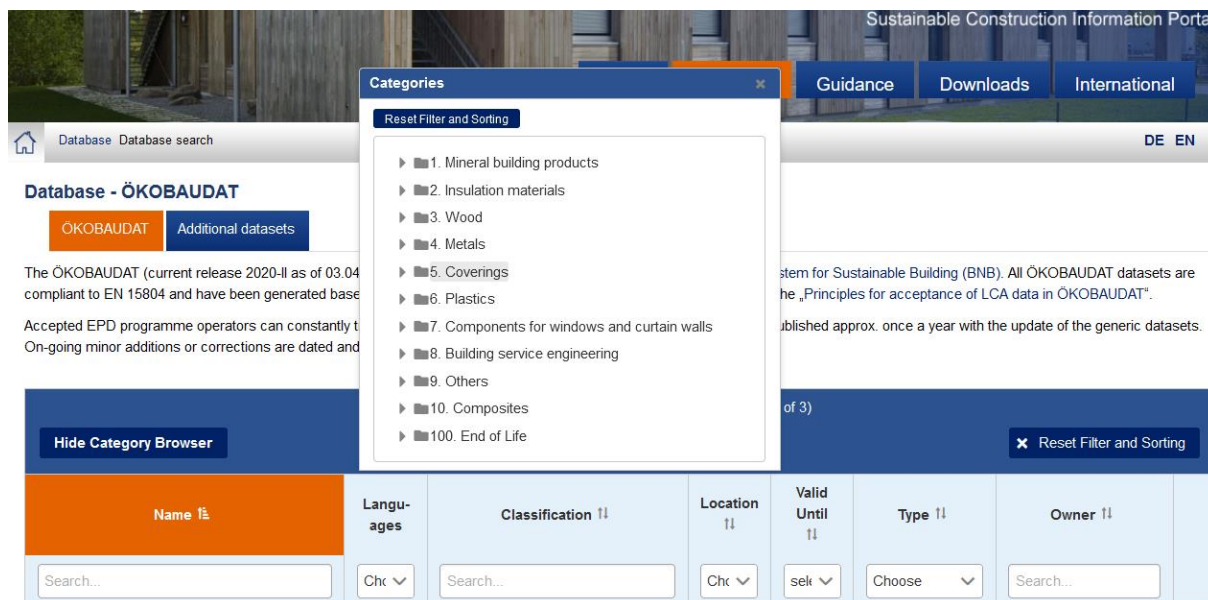 Sustainable Construction Information Porta
Categories
Guidance
Downloads
International
Reset Filter and Sorting
Database Database search
DE EN
1. Mineral building products
2. Insulation materials
3. Wood
4. Metals
5. Coverings
6. Plastics
7. Components for windows and curtain walls
8. Building service engineering
9. Others
10. Composites
100. End of Life
Database - ÖKOBAUDAT
ÖKOBAUDAT
Additional datasets
The ÖKOBAUDAT (current release 2020-II as of 03.04 stem for Sustainable Building (BNB). All ÖKOBAUDAT datasets are
compliant to EN 15804 and have been generated base he „Principles for acceptance of LCA data in ÖKOBAUDAT“.
Accepted EPD programme operators can constantly t ublished approx. once a year with the update of the generic datasets.
On-going minor additions or corrections are dated and
of 3)
Hide Category Browser
Reset Filter and Sorting
Name
Langu-
ages
Classification
Location
Valid
Until
Type
Owner
Search...
Che
Search...
Che
sele
Choose
Search...